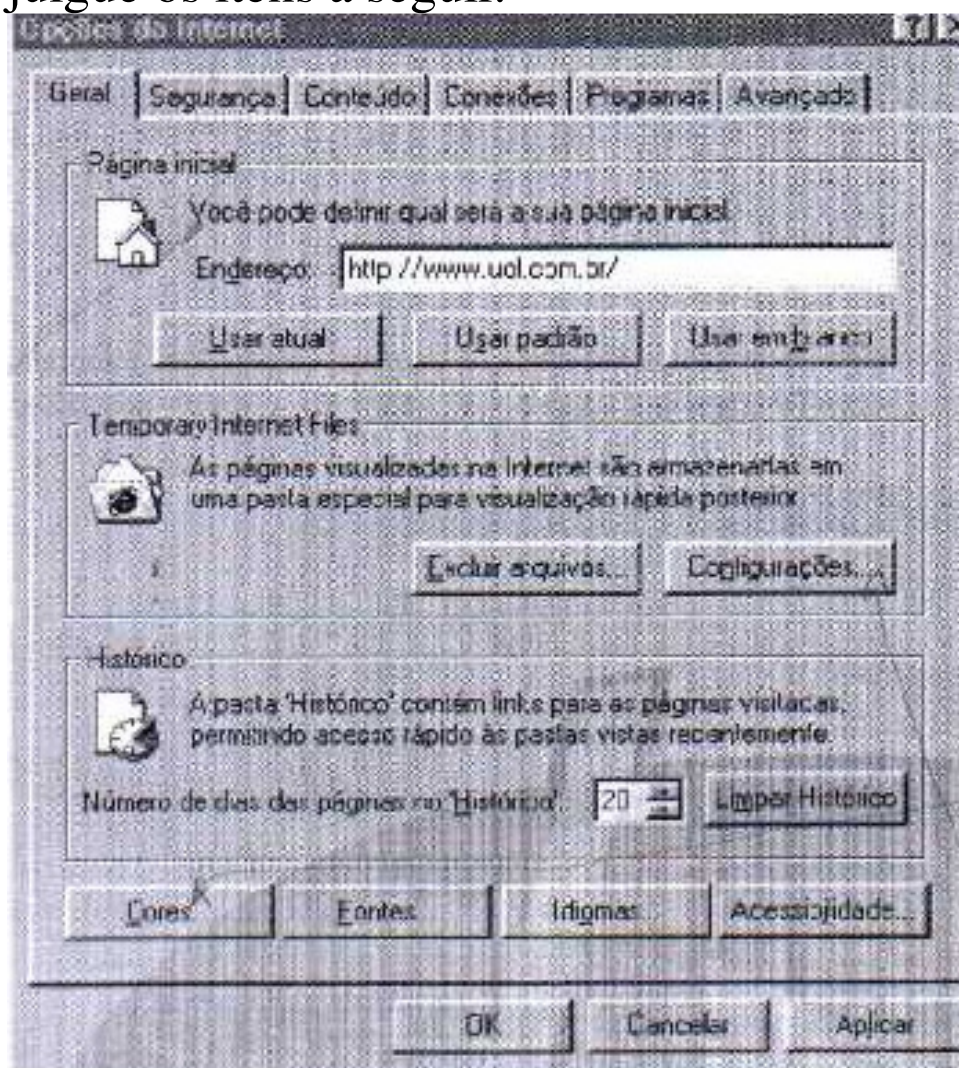 julgue os itens a seguir.
Opções da Internet
Geral Segurança Conteúdo Conexões Programas Avançado
Página inicial
Você pode definir qual será a sua página inicial.
Endereço: http://www.uol.com.br/
Usar atual Usar padrão Usar em branco
Temporary Internet Files
As páginas visualizadas na Internet são armazenadas em
uma pasta especial para visualização rápida posterior.
Excluir arquivos... Configurações...
Histórico
A pasta 'Histórico' contém links para as páginas visitadas,
permitindo acesso rápido às pastas vistas recentemente.
Número de dias das páginas no 'Histórico': 20 Limpar Histórico
Cores... Fontes... Idiomas... Acessibilidade...
OK Cancelar Aplicar